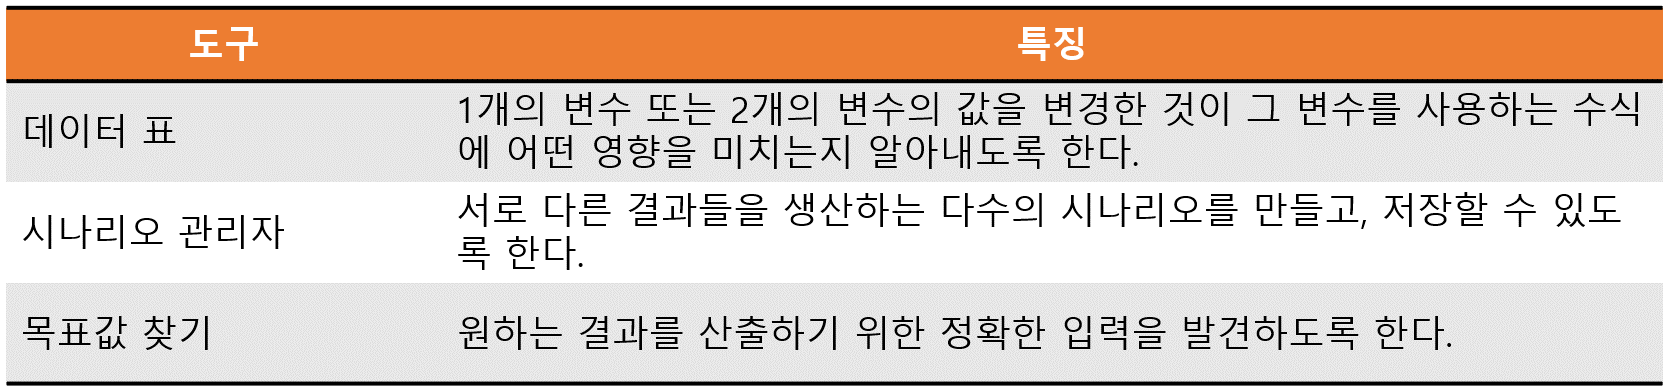 도구
특징
데이터 표
1개의 변수 또는 2개의 변수의 값을 변경한 것이 그 변수를 사용하는 수식
에 어떤 영향을 미치는지 알아내도록 한다.
시나리오 관리자
서로 다른 결과들을 생산하는 다수의 시나리오를 만들고, 저장할 수 있도
록 한다.
목표값 찾기
원하는 결과를 산출하기 위한 정확한 입력을 발견하도록 한다.